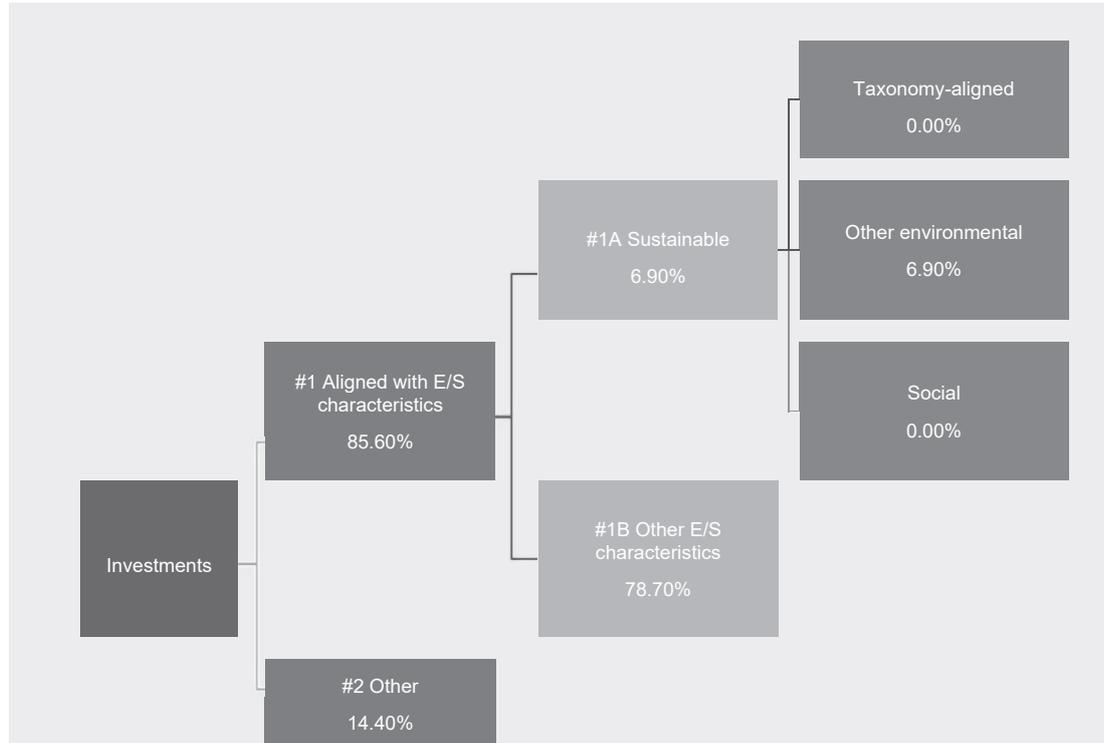 Taxonomy-aligned
0.00%
#1A Sustainable
6.90%
Other environmental
6.90%
#1 Aligned with E/S
characteristics
85.60%
Social
0.00%
Investments
#1B Other E/S
characteristics
78.70%
#2 Other
14.40%